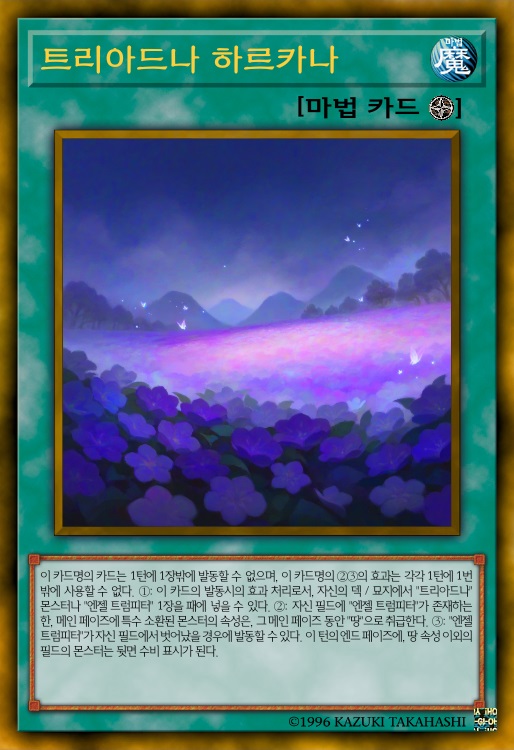 트리아드나 하르카나
마법
魔
[마법 카드 ]
이 카드명의 카드는 1턴에 1장밖에 발동할 수 없으며, 이 카드명의 ②③의 효과는 각각 1턴에 1번
밖에 사용할 수 없다. ①: 이 카드의 발동시의 효과 처리로서, 자신의 덱 / 묘지에서 "트리아드나"
몬스터나 "엔젤 트럼피터" 1장을 패에 넣을 수 있다. ②: 자신 필드에 "엔젤 트럼피터"가 존재하는
한, 메인 페이즈에 특수 소환된 몬스터의 속성은, 그 메인 페이즈 동안 "땅"으로 취급한다. ③: "엔젤
트럼피터"가 자신 필드에서 벗어났을 경우에 발동할 수 있다. 이 턴의 엔드 페이즈에, 땅 속성 이외의
필드의 몬스터는 뒷면 수비 표시가 된다.
©1996 KAZUKI TAKAHASHI